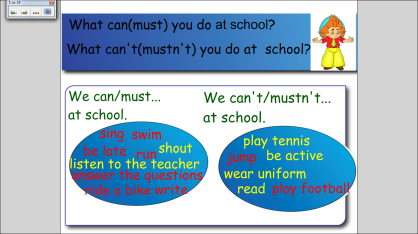 What can(must) you do at school?
What can't(mustn't) you do at school?
We can/must...
at school.
sing swim
be late run shout
listen to the teacher
answer the questions
ride a bike write
We can't/mustn't...
at school.
play tennis
jump be active
wear uniform
read play football